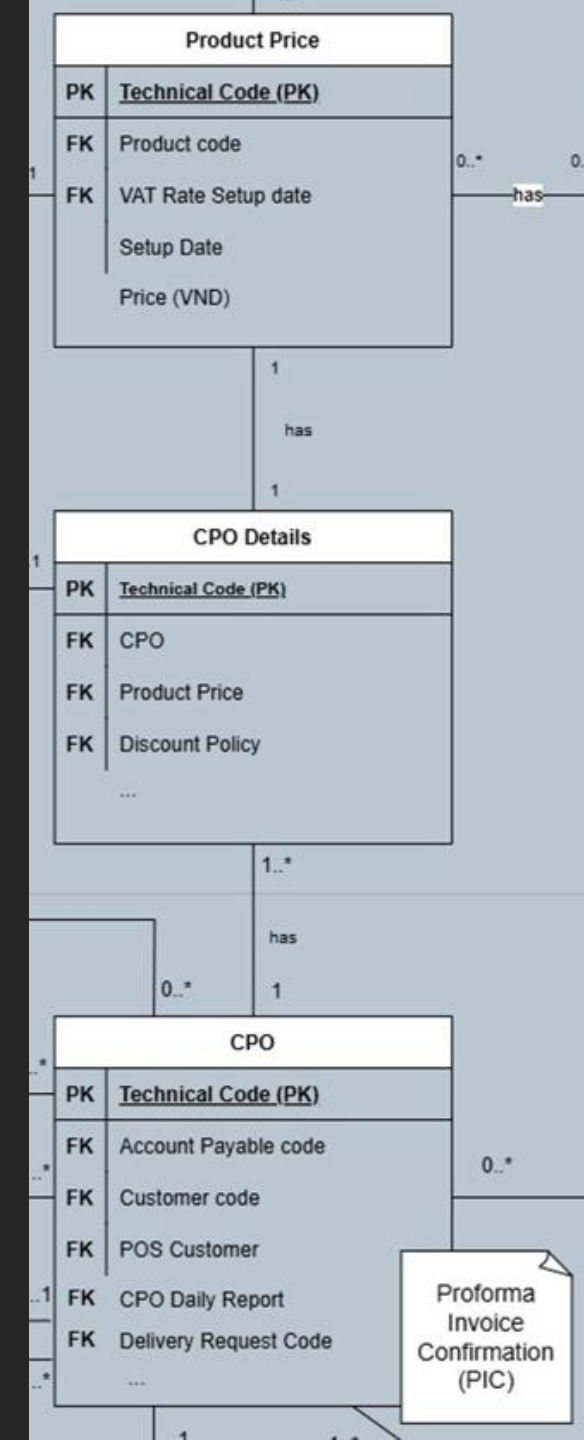 Product Price
PK Technical Code (PK)
FK Product code
0..*
0.
1
FK VAT Rate Setup date
has
Setup Date
Price (VND)
1
has
1
CPO Details
.1
PK Technical Code (PK)
FK CPO
FK Product Price
FK Discount Policy
...
1..*
has
0..*
1
CPO
..*
PK Technical Code (PK)
FK Account Payable code
0..*
..*
FK Customer code
FK POS Customer
..1
FK CPO Daily Report
FK Delivery Request Code
..*
...
Proforma
Invoice
Confirmation
(PIC)
1